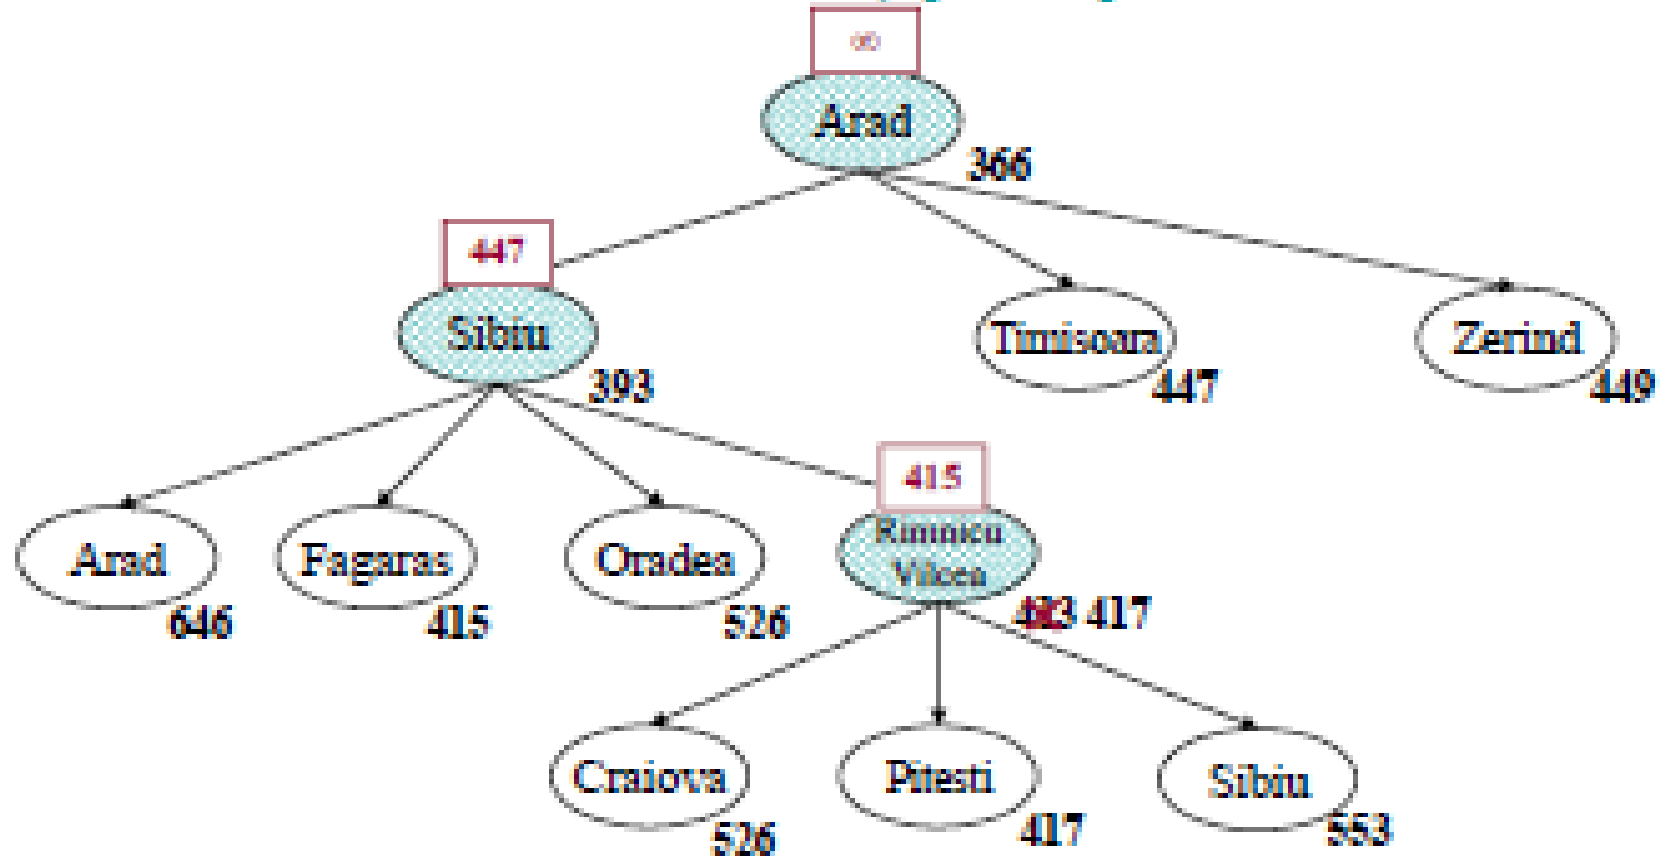 ∞
Arad
366
447
Sibiu
393
Timisoara
447
Zerind
449
Arad
646
Fagaras
415
Oradea
526
415
Rimnicu
Vilcea
413 417
Craiova
526
Pitesti
417
Sibiu
553